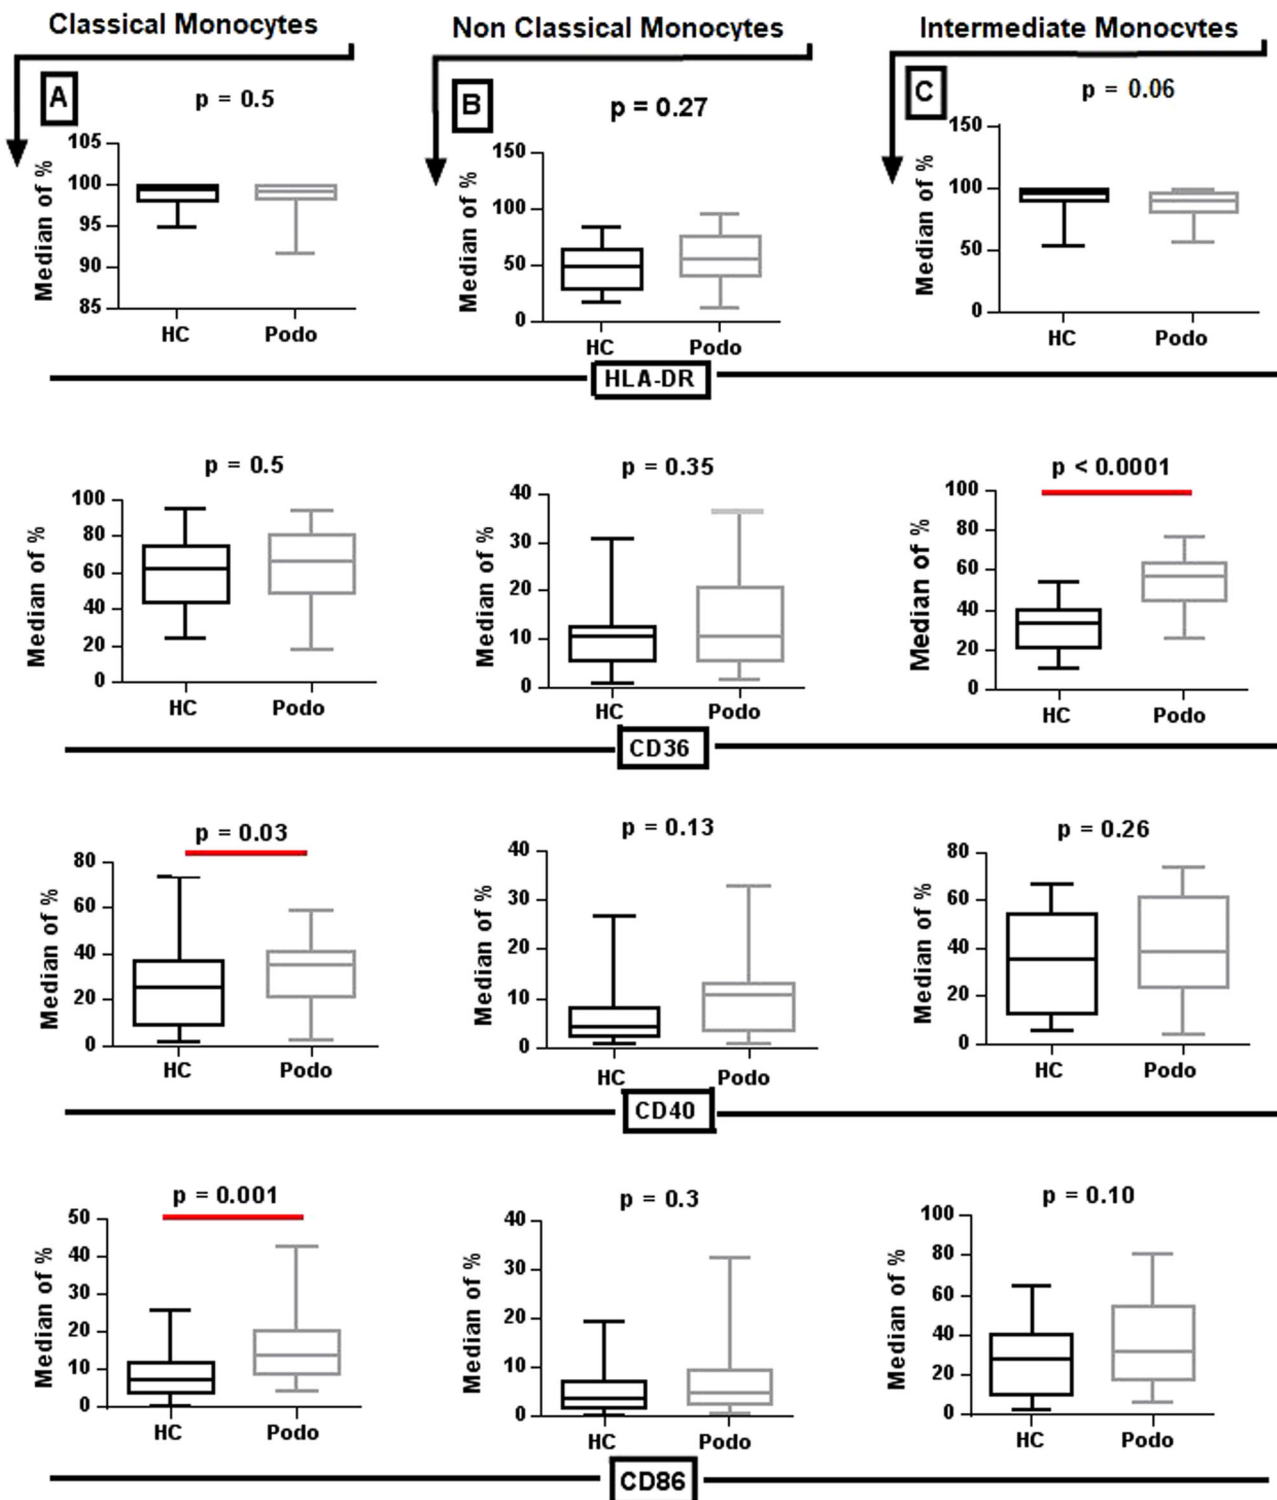 Classical Monocytes
Non Classical Monocytes
Intermediate Monocytes
A
p = 0.5
Median of %
105
100
95
90
85
HC
Podo
B
p = 0.27
Median of %
150
100
50
0
HC
Podo
C
p = 0.06
Median of %
150
100
50
0
HC
Podo
HLA-DR
p = 0.5
Median of %
100
80
60
40
20
0
HC
Podo
p = 0.35
Median of %
40
30
20
10
0
HC
Podo
p < 0.0001
Median of %
100
80
60
40
20
0
HC
Podo
CD36
p = 0.03
Median of %
80
60
40
20
0
HC
Podo
p = 0.13
Median of %
40
30
20
10
0
HC
Podo
p = 0.26
Median of %
80
60
40
20
0
HC
Podo
CD40
p = 0.001
Median of %
50
40
30
20
10
0
HC
Podo
p = 0.3
Median of %
40
30
20
10
0
HC
Podo
p = 0.10
Median of %
100
80
60
40
20
0
HC
Podo
CD86